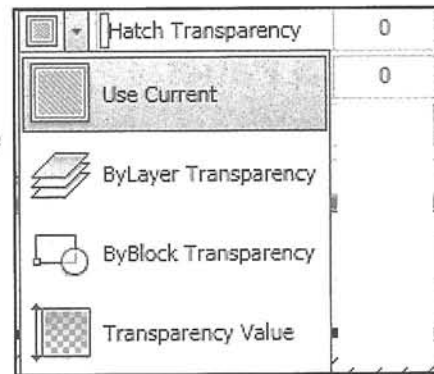 Hatch Transparency 0
0
Use Current
ByLayer Transparency
ByBlock Transparency
Transparency Value